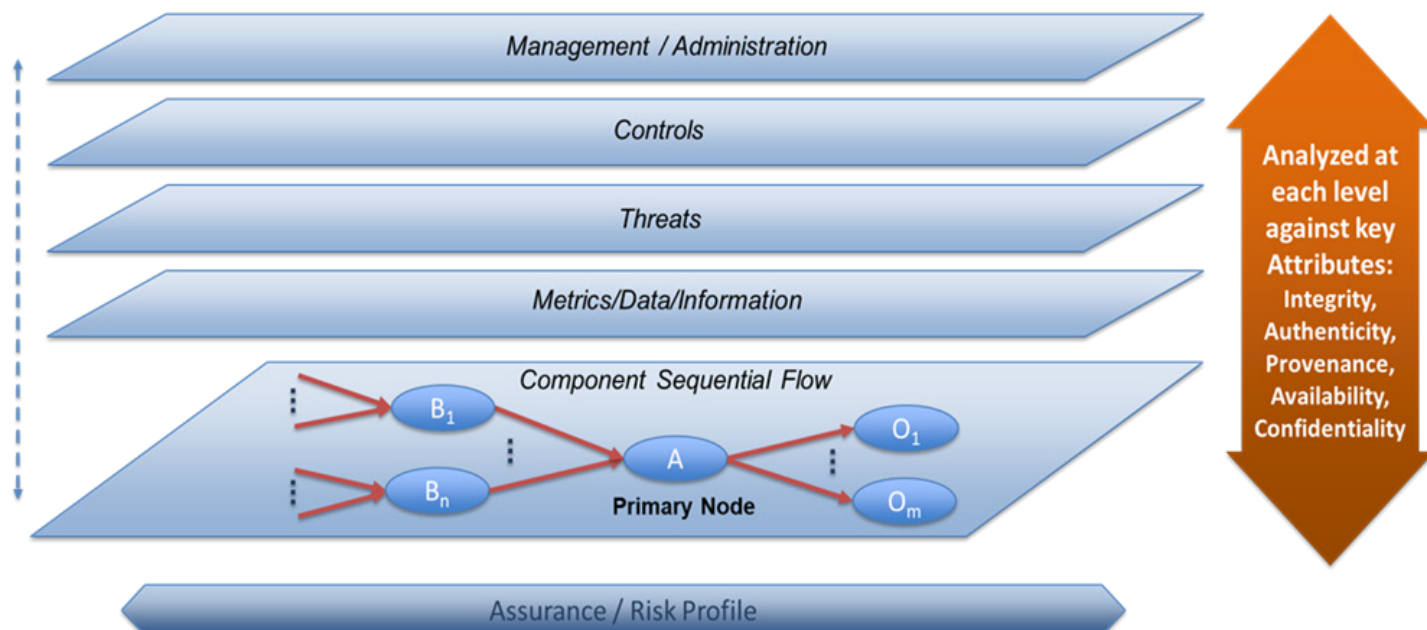 Management / Administration
Controls
Threats
Metrics/Data/Information
Component Sequential Flow
B1
Bn
A
Primary Node
O1
Om
Assurance / Risk Profile
Analyzed at
each level
against key
Attributes:
Integrity,
Authenticity,
Provenance,
Availability,
Confidentiality